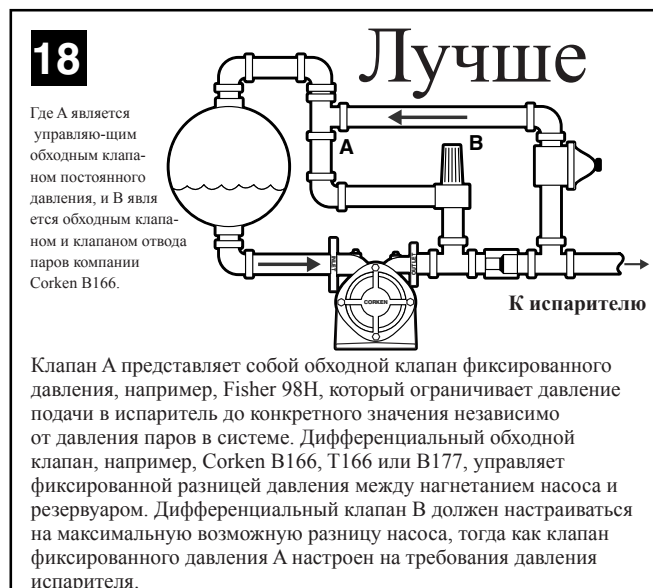 18
Лучше
Где А является
управляю-щим
обходным клапа-
ном постоянного
давления, и В явля
ется обходным клапа-
ном и клапаном отвода
паров компании
Corken B166.
A
B
INLET
OUTLET
CORKEN
К испарителю
Клапан А представляет собой обходной клапан фиксированного
давления, например, Fisher 98H, который ограничивает давление
подачи в испаритель до конкретного значения независимо
от давления паров в системе. Дифференциальный обходной
клапан, например, Corken B166, T166 или B177, управляет
фиксированной разницей давления между нагнетанием насоса и
резервуаром. Дифференциальный клапан В должен настраиваться
на максимальную возможную разницу насоса, тогда как клапан
фиксированного давления А настроен на требования давления
испарителя.